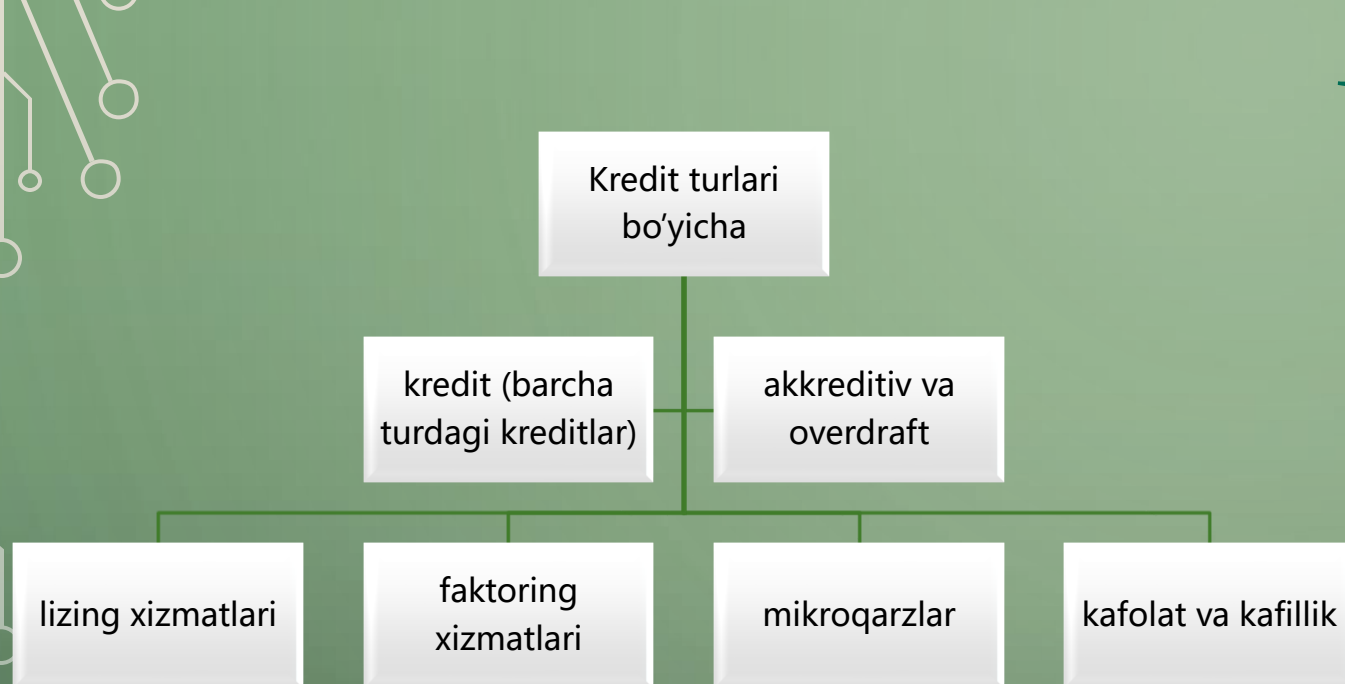 Kredit turlari
bo’yicha
kredit (barcha
turdagi kreditlar)
akkreditiv va
overdraft
lizing xizmatlari
faktoring
xizmatlari
mikroqarzlar
kafolat va kafillik